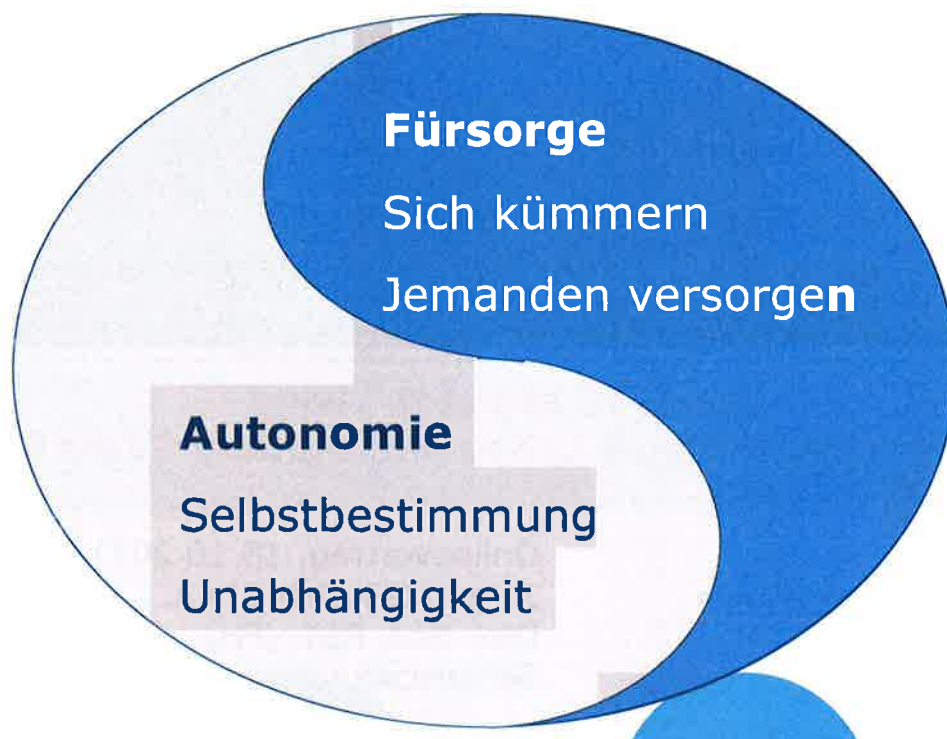 Fürsorge
Sich kümmern
Jemanden versorgen
Autonomie
Selbstbestimmung
Unabhängigkeit